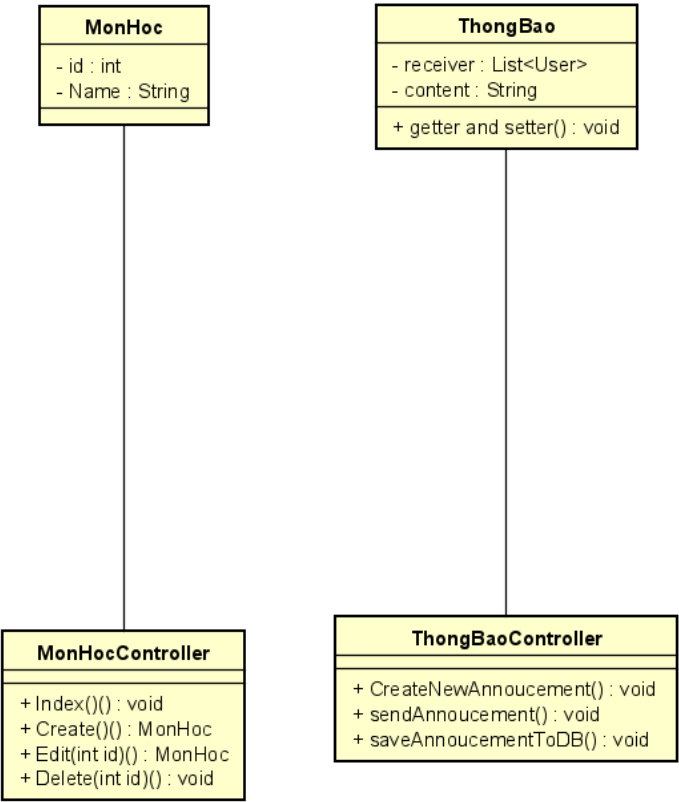 MonHoc
- id : int
- Name : String
ThongBao
- receiver : List<User>
- content : String
+ getter and setter() : void
MonHocController
+ Index()() : void
+ Create()() : MonHoc
+ Edit(int id)() : MonHoc
+ Delete(int id)() : void
ThongBaoController
+ CreateNewAnnoucement() : void
+ sendAnnoucement() : void
+ saveAnnoucementToDB() : void